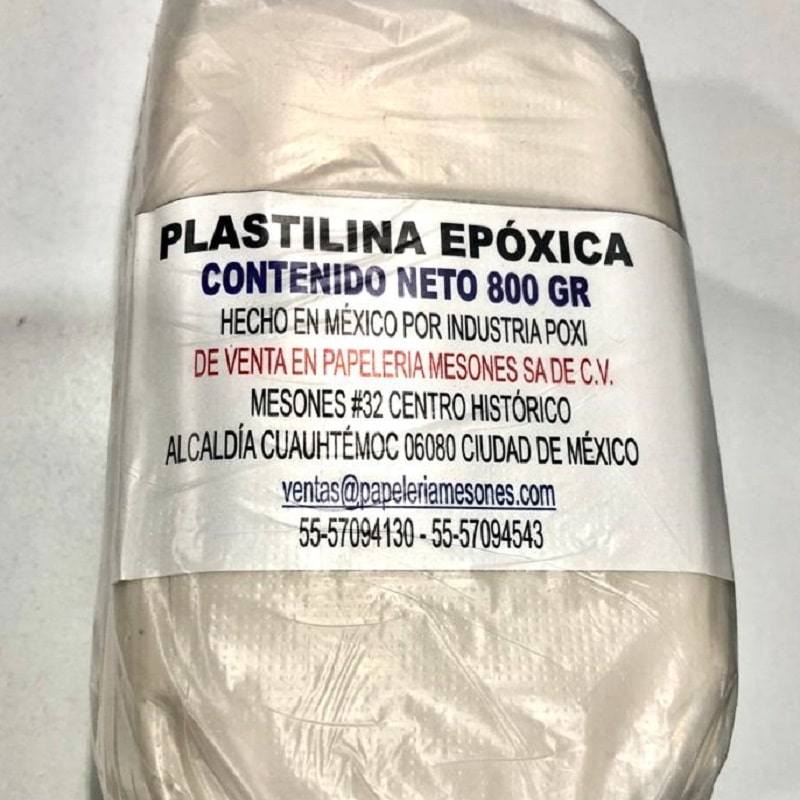 PLASTILINA EPÓXICA
CONTENIDO NETO 800 GR
HECHO EN MÉXICO POR INDUSTRIA POXI
DE VENTA EN PAPELERIA MESONES SA DE C.V.
MESONES #32 CENTRO HISTÓRICO
ALCALDÍA CUAUHTÉMOC 06080 CIUDAD DE MÉXICO
ventas@papeleriamesones.com
55-57094130 - 55-57094543